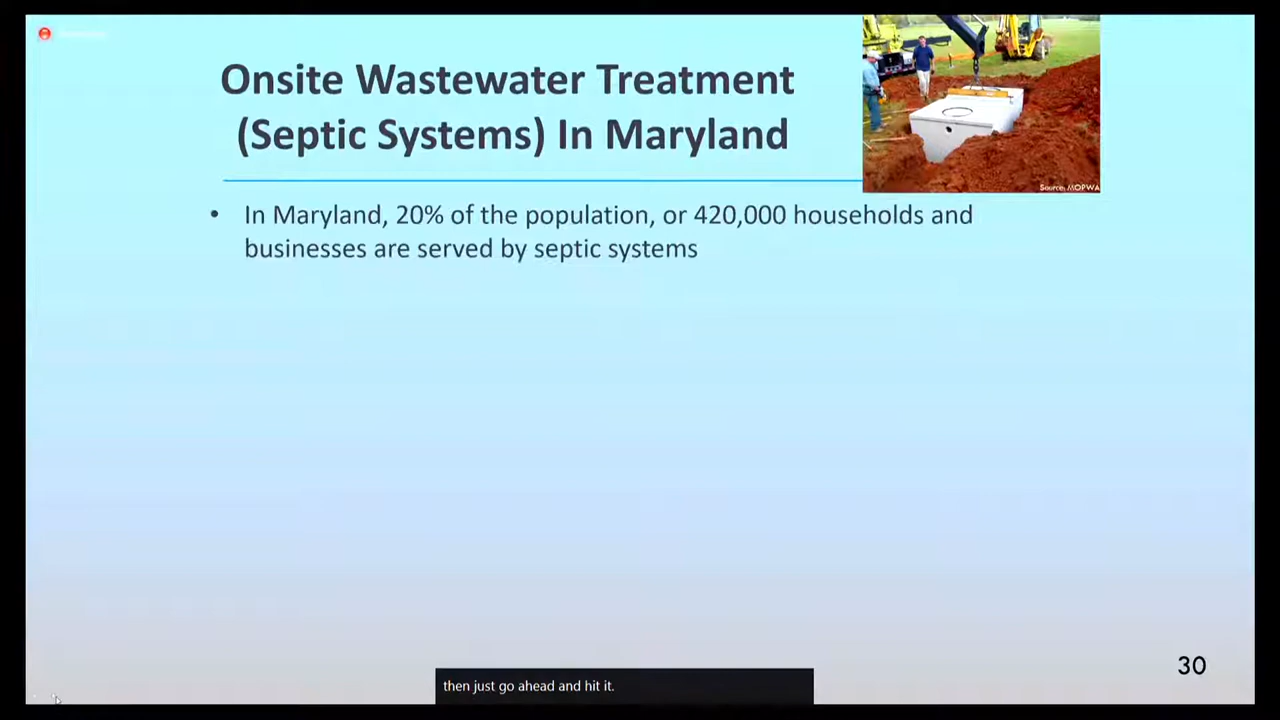 Onsite Wastewater Treatment
(Septic Systems) In Maryland
Source: MOPWA
• In Maryland, 20% of the population, or 420,000 households and
businesses are served by septic systems
30
then just go ahead and hit it.